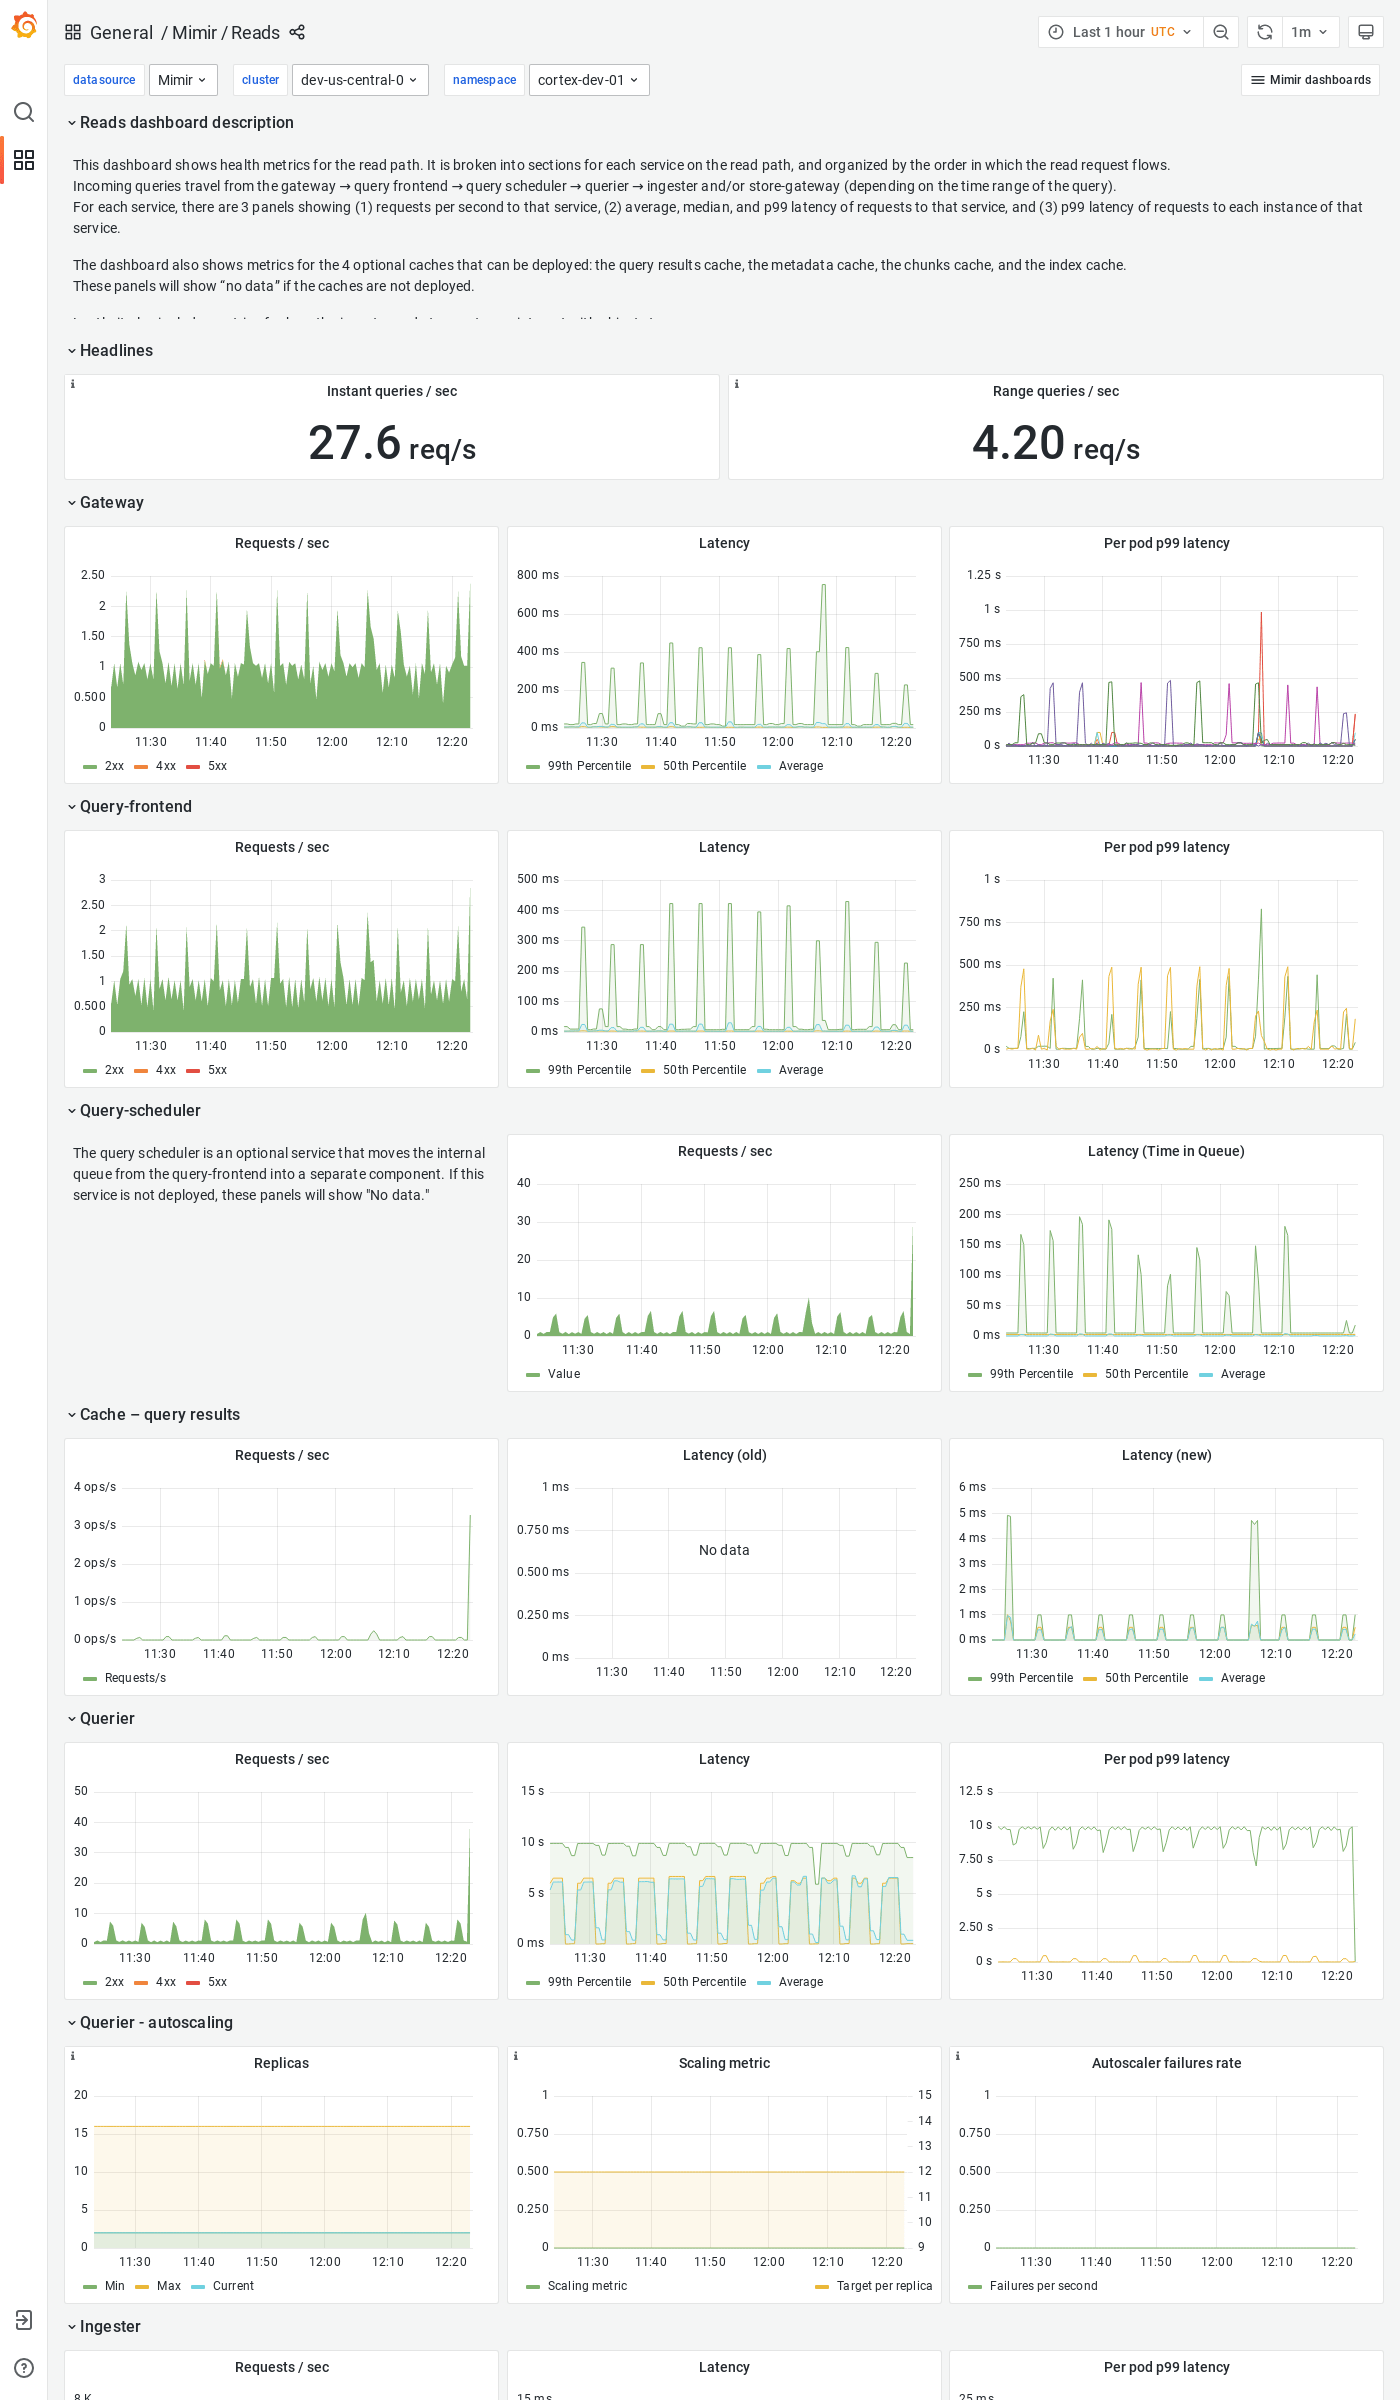 General / Mimir / Reads
Last 1 hour UTC
1m
datasource Mimir
cluster dev-us-central-0
namespace cortex-dev-01
Mimir dashboards
Reads dashboard description
This dashboard shows health metrics for the read path. It is broken into sections for each service on the read path, and organized by the order in which the read request flows.
Incoming queries travel from the gateway → query frontend → query scheduler → querier → ingester and/or store-gateway (depending on the time range of the query).
For each service, there are 3 panels showing (1) requests per second to that service, (2) average, median, and p99 latency of requests to that service, and (3) p99 latency of requests to each instance of that
service.
The dashboard also shows metrics for the 4 optional caches that can be deployed: the query results cache, the metadata cache, the chunks cache, and the index cache.
These panels will show “no data” if the caches are not deployed.
Headlines
Instant queries / sec
27.6 req/s
Range queries / sec
4.20 req/s
Gateway
Requests / sec
2.50
2
1.50
1
0.500
0
11:30 11:40 11:50 12:00 12:10 12:20
2xx 4xx 5xx
Latency
800 ms
600 ms
400 ms
200 ms
0 ms
11:30 11:40 11:50 12:00 12:10 12:20
99th Percentile 50th Percentile Average
Per pod p99 latency
1.25 s
1 s
750 ms
500 ms
250 ms
0 s
11:30 11:40 11:50 12:00 12:10 12:20
Query-frontend
Requests / sec
3
2.50
2
1.50
1
0.500
0
11:30 11:40 11:50 12:00 12:10 12:20
2xx 4xx 5xx
Latency
500 ms
400 ms
300 ms
200 ms
100 ms
0 ms
11:30 11:40 11:50 12:00 12:10 12:20
99th Percentile 50th Percentile Average
Per pod p99 latency
1 s
750 ms
500 ms
250 ms
0 s
11:30 11:40 11:50 12:00 12:10 12:20
Query-scheduler
The query scheduler is an optional service that moves the internal
queue from the query-frontend into a separate component. If this
service is not deployed, these panels will show "No data."
Requests / sec
40
30
20
10
0
11:30 11:40 11:50 12:00 12:10 12:20
Value
Latency (Time in Queue)
250 ms
200 ms
150 ms
100 ms
50 ms
0 ms
11:30 11:40 11:50 12:00 12:10 12:20
99th Percentile 50th Percentile Average
Cache – query results
Requests / sec
4 ops/s
3 ops/s
2 ops/s
1 ops/s
0 ops/s
11:30 11:40 11:50 12:00 12:10 12:20
Requests/s
Latency (old)
1 ms
0.750 ms
0.500 ms
0.250 ms
0 ms
No data
11:30 11:40 11:50 12:00 12:10 12:20
Latency (new)
6 ms
5 ms
4 ms
3 ms
2 ms
1 ms
0 ms
11:30 11:40 11:50 12:00 12:10 12:20
99th Percentile 50th Percentile Average
Querier
Requests / sec
50
40
30
20
10
0
11:30 11:40 11:50 12:00 12:10 12:20
2xx 4xx 5xx
Latency
15 s
10 s
5 s
0 ms
11:30 11:40 11:50 12:00 12:10 12:20
99th Percentile 50th Percentile Average
Per pod p99 latency
12.5 s
10 s
7.50 s
5 s
2.50 s
0 s
11:30 11:40 11:50 12:00 12:10 12:20
Querier - autoscaling
Replicas
20
15
10
5
0
11:30 11:40 11:50 12:00 12:10 12:20
Min Max Current
Scaling metric
1
0.750
0.500
0.250
0
15
14
13
12
11
10
9
11:30 11:40 11:50 12:00 12:10 12:20
Scaling metric Target per replica
Autoscaler failures rate
1
0.750
0.500
0.250
0
11:30 11:40 11:50 12:00 12:10 12:20
Failures per second
Ingester
Requests / sec
8 K
Latency
15 ms
Per pod p99 latency
25 ms